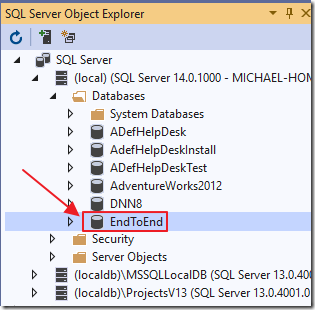 SQL Server Object Explorer
SQL Server
(local) (SQL Server 14.0.1000 - MICHAEL-HOM
Databases
System Databases
ADefHelpDesk
ADefHelpDeskInstall
ADefHelpDeskTest
AdventureWorks2012
DNN8
EndToEnd
Security
Server Objects
(localdb)\MSSQLLocalDB (SQL Server 13.0.400
(localdb)\ProjectsV13 (SQL Server 13.0.4001.0